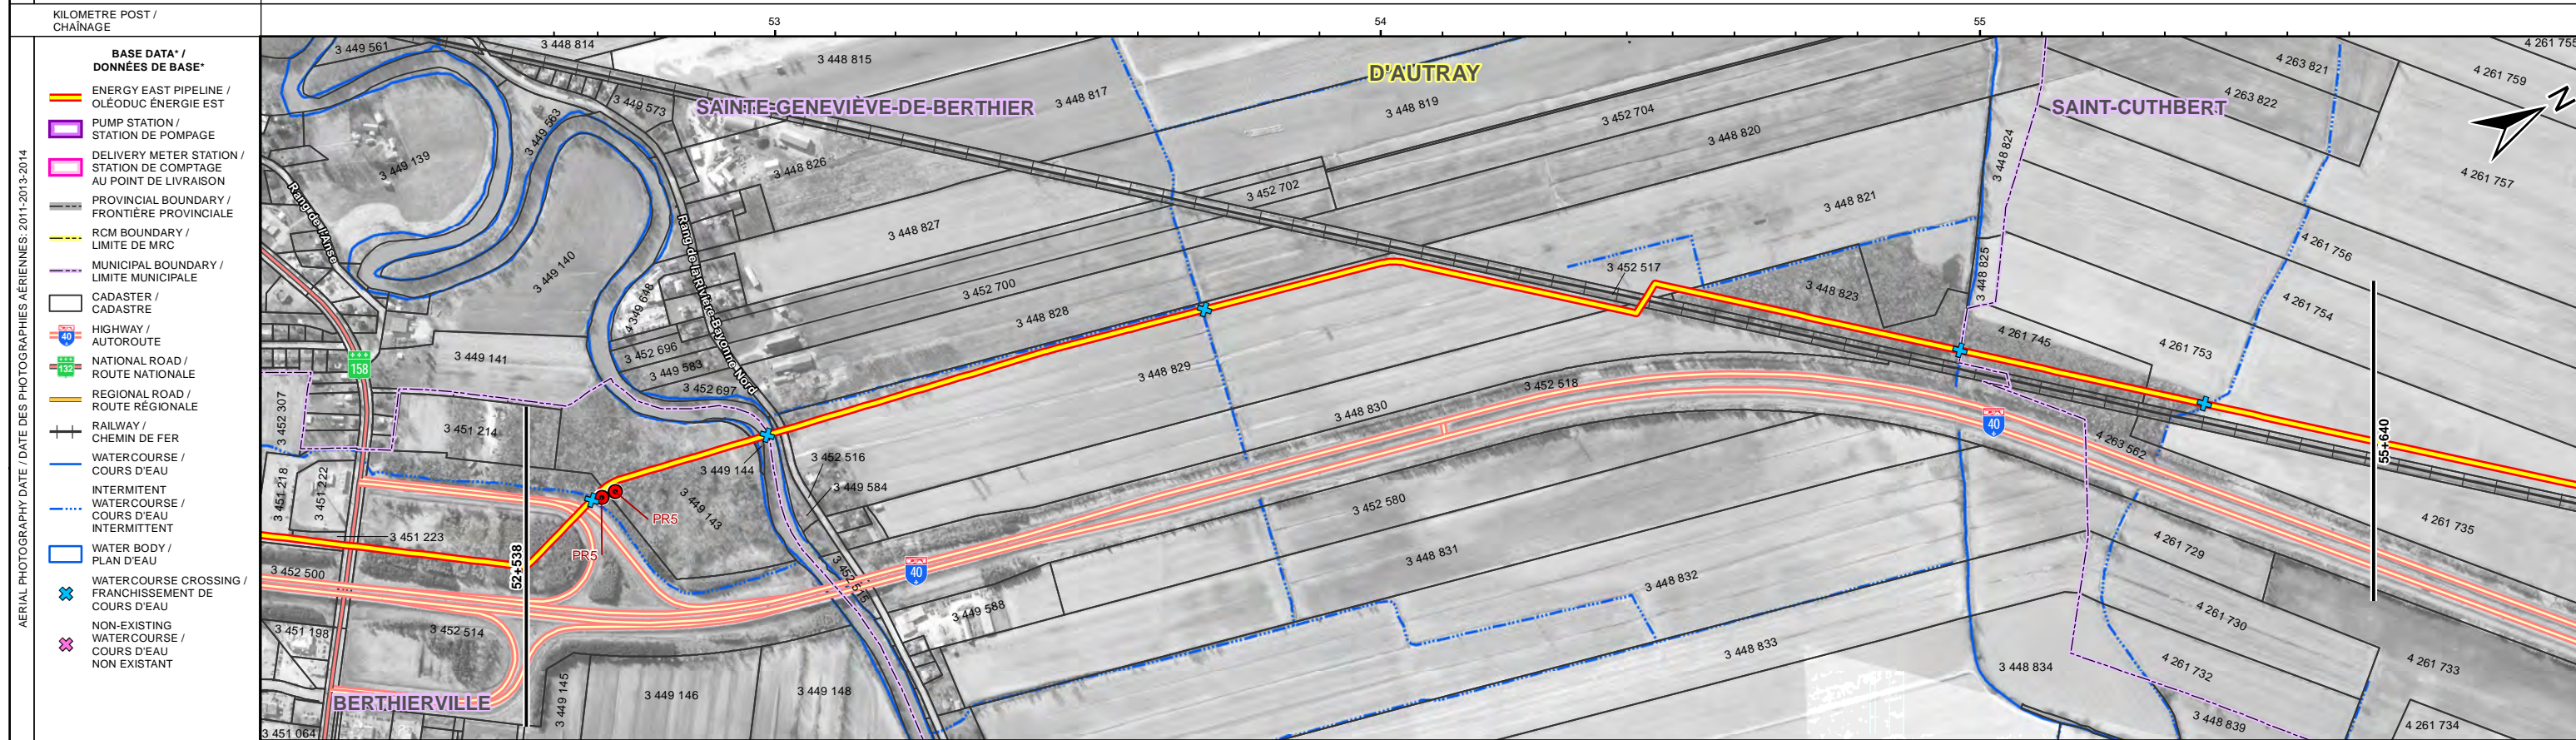 KILOMETRE POST /
CHAÎNAGE
53
54
55
AERIAL PHOTOGRAPHY DATE / DATE DES PHOTOGRAPHIES AÉRIENNES: 2011-2013-2014
BASE DATA* /
DONNÉES DE BASE*
ENERGY EAST PIPELINE /
OLÉODUC ÉNERGIE EST
PUMP STATION /
STATION DE POMPAGE
DELIVERY METER STATION /
STATION DE COMPTAGE
AU POINT DE LIVRAISON
PROVINCIAL BOUNDARY /
FRONTIÈRE PROVINCIALE
RCM BOUNDARY /
LIMITE DE MRC
MUNICIPAL BOUNDARY /
LIMITE MUNICIPALE
CADASTER /
CADASTRE
40
HIGHWAY /
AUTOROUTE
132
NATIONAL ROAD /
ROUTE NATIONALE
REGIONAL ROAD /
ROUTE RÉGIONALE
RAILWAY /
CHEMIN DE FER
WATERCOURSE /
COURS D'EAU
INTERMITENT
WATERCOURSE /
COURS D'EAU
INTERMITTENT
WATER BODY /
PLAN D'EAU
WATERCOURSE CROSSING /
FRANCHISSEMENT DE
COURS D'EAU
NON-EXISTING
WATERCOURSE /
COURS D'EAU
NON EXISTANT
3 449 561
3 448 814
3 448 815
D'AUTRAY
4 261 755
4 263 821
4 261 759
SAINTE-GENEVIÈVE-DE-BERTHIER
SAINT-CUTHBERT
3 449 573
3 448 817
3 448 819
3 452 704
4 263 822
N
3 449 563
3 448 820
3 448 824
3 449 139
3 448 826
3 452 702
4 261 757
Rang de l'Anse
Rang de la Rivière-Bayonne Nord
3 448 827
3 448 821
4 261 756
3 449 140
3 452 517
3 448 825
3 452 700
3 448 823
4 349 648
3 448 828
4 261 754
4 261 745
4 261 753
3 452 696
3 449 141
158
3 449 583
3 448 829
3 452 518
3 452 697
3 452 307
3 448 830
40
3 451 214
4 263 562
55+640
3 449 144
3 452 516
3 451 218
3 451 222
3 449 584
3 449 143
3 452 580
PR5
4 261 735
3 451 223
PR5
52+538
3 448 831
4 261 729
3 452 500
40
3 452 515
3 448 832
3 449 588
4 261 730
3 451 198
3 452 514
3 448 833
3 448 834
4 261 732
4 261 733
3 449 145
3 449 146
3 449 148
BERTHIERVILLE
3 448 839
4 261 734
3 451 064